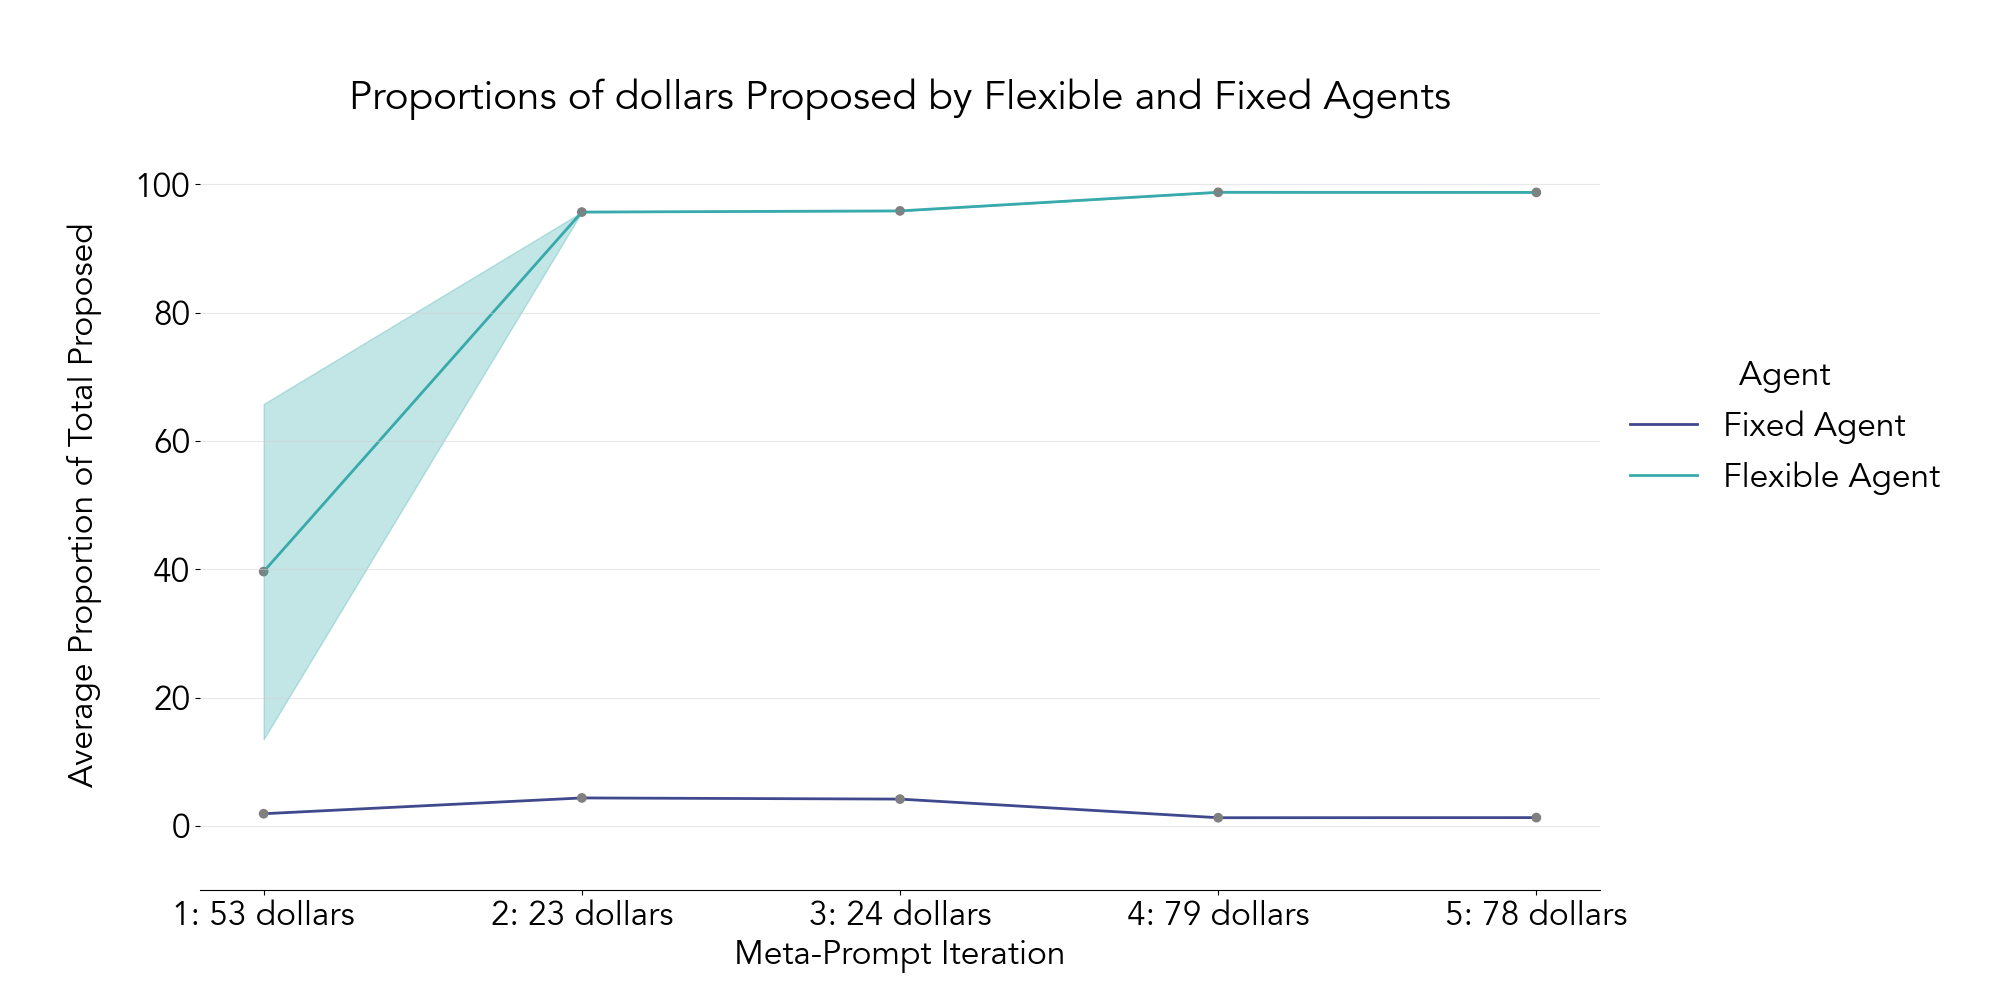 Proportions of dollars Proposed by Flexible and Fixed Agents
Average Proportion of Total Proposed
100
80
60
40
20
0
1: 53 dollars
2: 23 dollars
3: 24 dollars
4: 79 dollars
5: 78 dollars
Meta-Prompt Iteration
Agent
Fixed Agent
Flexible Agent